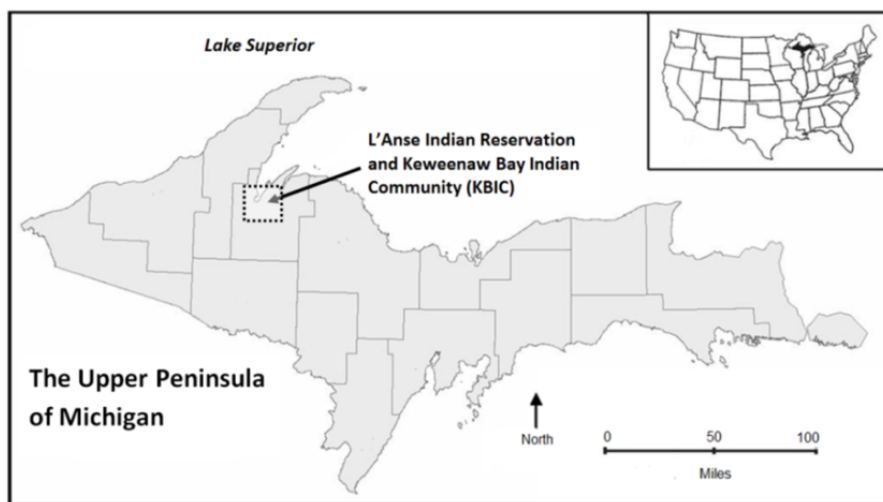 Lake Superior
L’Anse Indian Reservation
and Keweenaw Bay Indian
Community (KBIC)
The Upper Peninsula
of Michigan
North
0 50 100
Miles